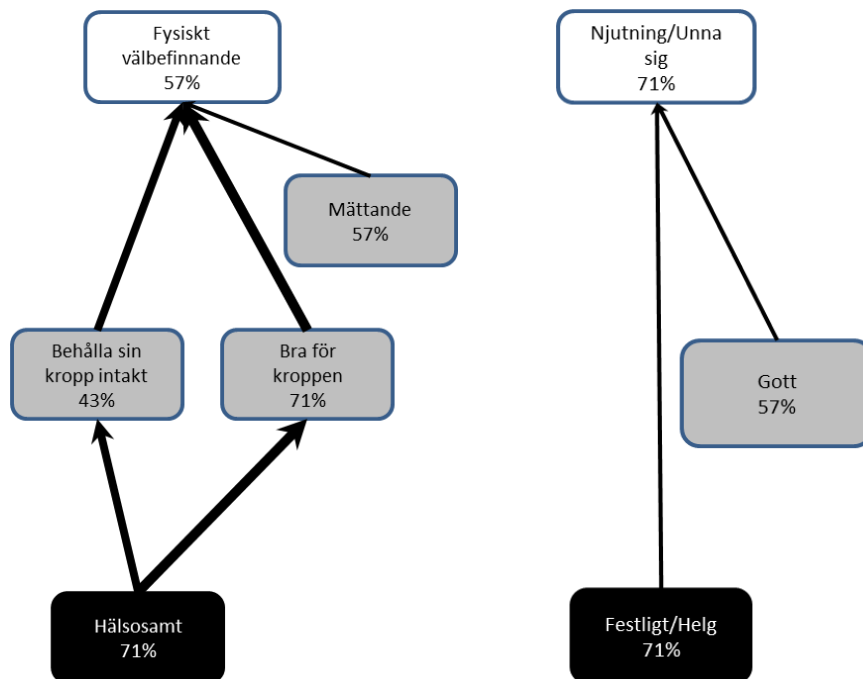 Fysiskt
välbefinnande
57%
Njutning/Unna
sig
71%
Mättande
57%
Behålla sin
kropp intakt
43%
Bra för
kroppen
71%
Gott
57%
Hälsosamt
71%
Festligt/Helg
71%